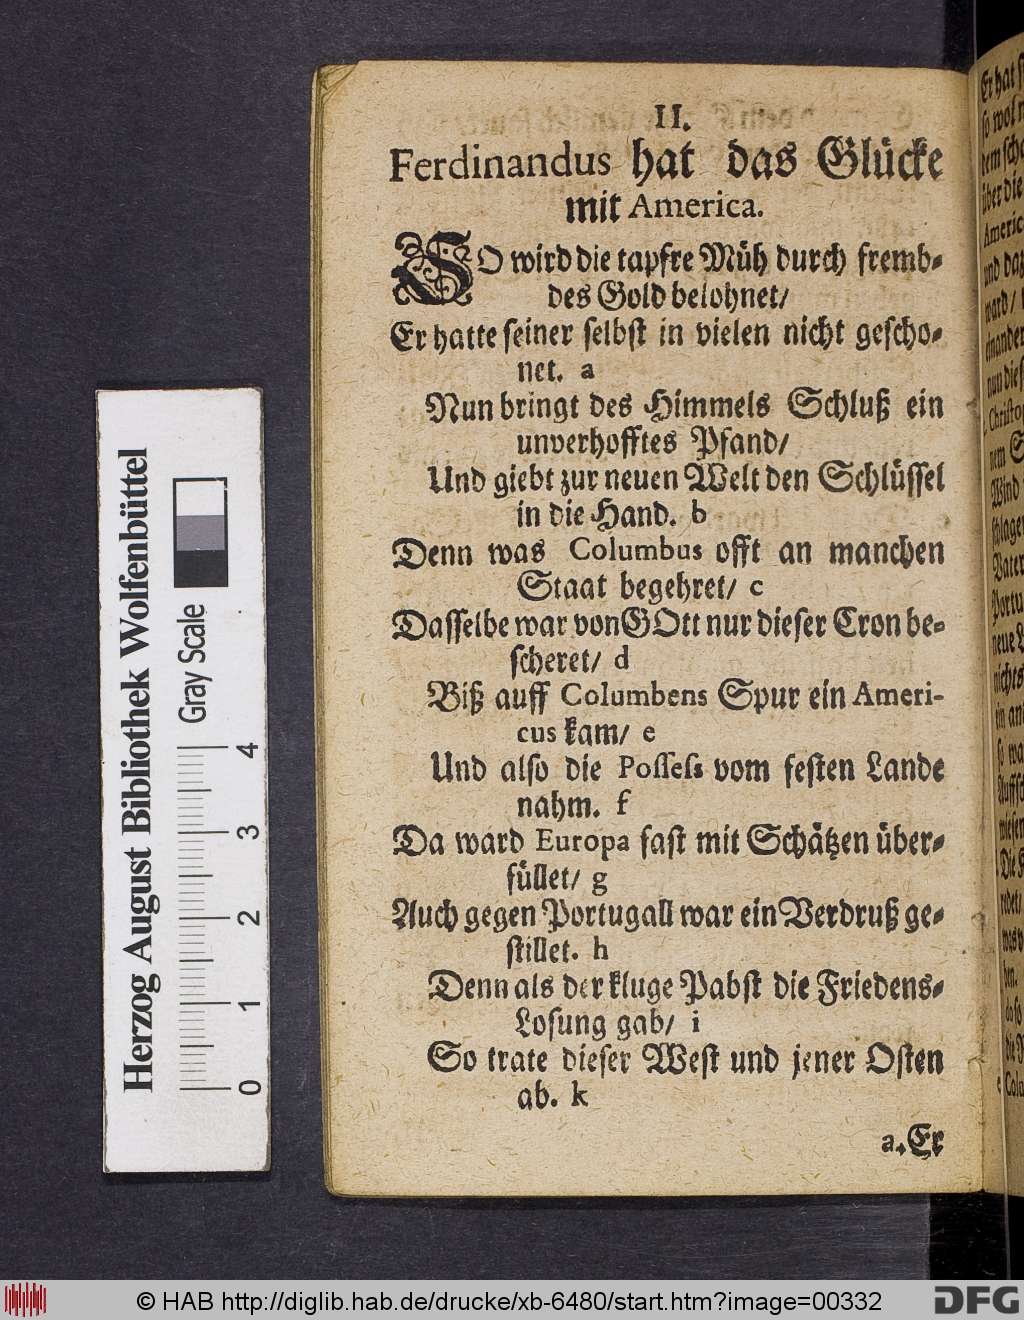 II.
Ferdinandus hat das Glücke
mit America.
SO wird die tapfre Müh durch fremb-
des Gold belohnet/
Er hatte seiner selbst in vielen nicht gescho-
net. a
Nun bringt des Himmels Schluß ein
unverhofftes Pfand/
Und giebt zur neuen Welt den Schlüssel
in die Hand. b
Denn was Columbus offt an manchen
Staat begehret/ c
Dasselbe war von GOtt nur dieser Cron be-
scheret/ d
Biß auff Columbens Spur ein Ameri-
cus kam/ e
Und also die Possess vom festen Lande
nahm. f
Da ward Europa fast mit Schätzen über-
füllet/ g
Auch gegen Portugall war ein Verdruß ge-
stillet. h
Denn als der kluge Pabst die Friedens-
Losung gab/ i
So trate dieser West und jener Osten
ab. k
a. Er
Herzog August Bibliothek Wolfenbüttel
Gray Scale
0 1 2 3 4
© HAB http://diglib.hab.de/drucke/xb-6480/start.htm?image=00332
DFG